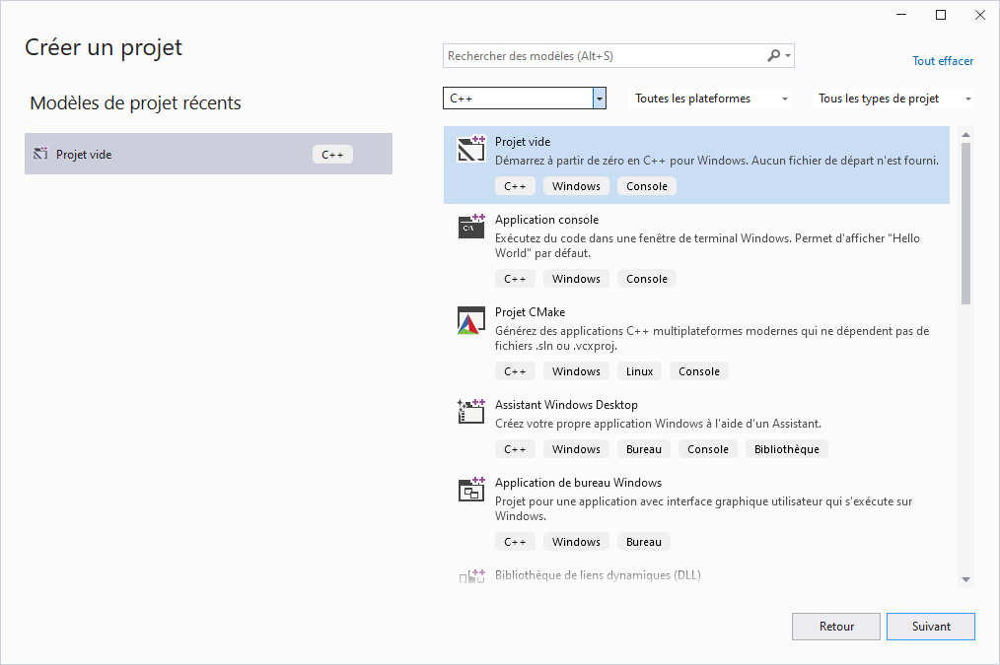 Créer un projet
Rechercher des modèles (Alt+S)
Tout effacer
Modèles de projet récents
C++
Toutes les plateformes
Tous les types de projet
Projet vide
C++
Projet vide
Démarrez à partir de zéro en C++ pour Windows. Aucun fichier de départ n'est fourni.
C++ Windows Console
Application console
Exécutez du code dans une fenêtre de terminal Windows. Permet d'afficher "Hello
World" par défaut.
C++ Windows Console
Projet CMake
Générez des applications C++ multiplateformes modernes qui ne dépendent pas de
fichiers .sln ou .vcxproj.
C++ Windows Linux Console
Assistant Windows Desktop
Créez votre propre application Windows à l'aide d'un Assistant.
C++ Windows Bureau Console Bibliothèque
Application de bureau Windows
Projet pour une application avec interface graphique utilisateur qui s'exécute sur
Windows.
C++ Windows Bureau
Bibliothèque de liens dynamiques (DLL)
Retour
Suivant